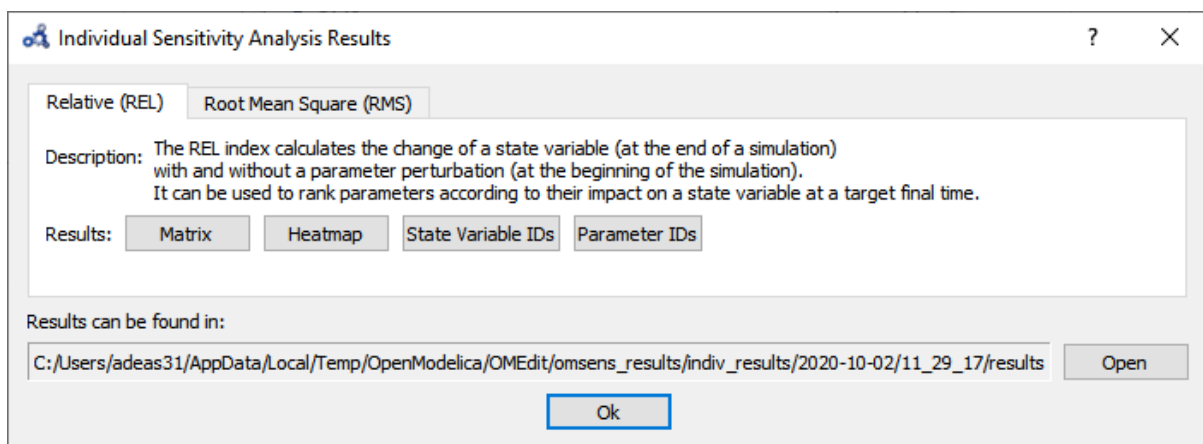 Individual Sensitivity Analysis Results ?
Relative (REL) Root Mean Square (RMS)
Description: The REL index calculates the change of a state variable (at the end of a simulation)
with and without a parameter perturbation (at the beginning of the simulation).
It can be used to rank parameters according to their impact on a state variable at a target final time.
Results: Matrix Heatmap State Variable IDs Parameter IDs
Results can be found in:
C:/Users/adeas31/AppData/Local/Temp/OpenModelica/OMEdit/omsens_results/indiv_results/2020-10-02/11_29_17/results Open
Ok